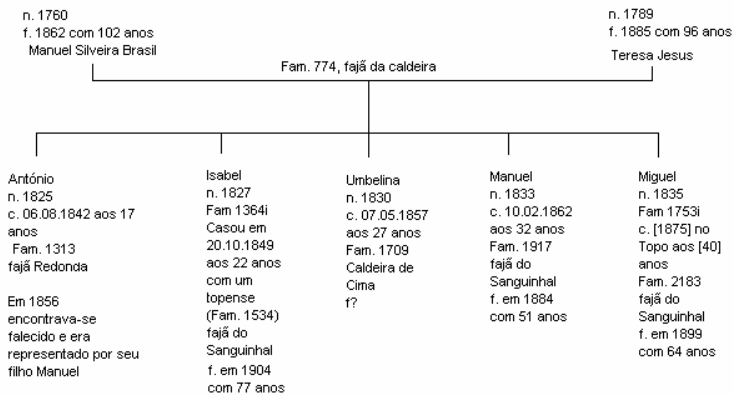 n. 1760
f. 1862 com 102 anos
Manuel Silveira Brasil
n. 1789
f. 1885 com 96 anos
Teresa Jesus
Fam. 774, fajã da caldeira
António
n. 1825
c. 06.08.1842 aos 17
anos
Fam. 1313
fajã Redonda
Em 1856
encontrava-se
falecido e era
representado por seu
filho Manuel
Isabel
n. 1827
Fam 1364i
Casou em
20.10.1849
aos 22 anos
com um
topense
(Fam. 1534)
fajã do
Sanguinhal
f. em 1904
com 77 anos
Umbelina
n. 1830
c. 07.05.1857
aos 27 anos
Fam. 1709
Caldeira de
Cima
f?
Manuel
n. 1833
c. 10.02.1862
aos 32 anos
Fam. 1917
fajã do
Sanguinhal
f. em 1884
com 51 anos
Miguel
n. 1835
Fam 1753i
c. [1875] no
Topo aos [40]
anos
Fam. 2183
fajã do
Sanguinhal
f. em 1899
com 64 anos